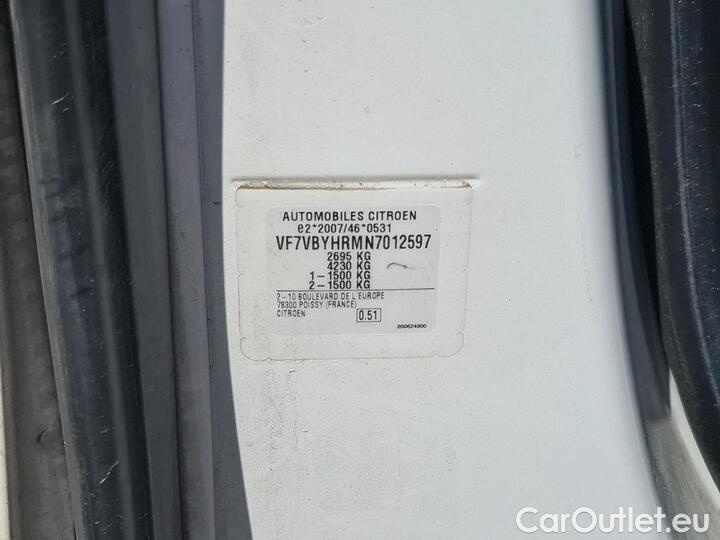 AUTOMOBILES CITROEN
e2*2007/46*0531
VF7VBYHRMN7012597
2695 KG
4230 KG
1-1500 KG
2-1500 KG
2-10 BOULEVARD DE L'EUROPE
78300 POISSY (FRANCE)
CITROEN 0.51
200624900
CarOutlet.eu